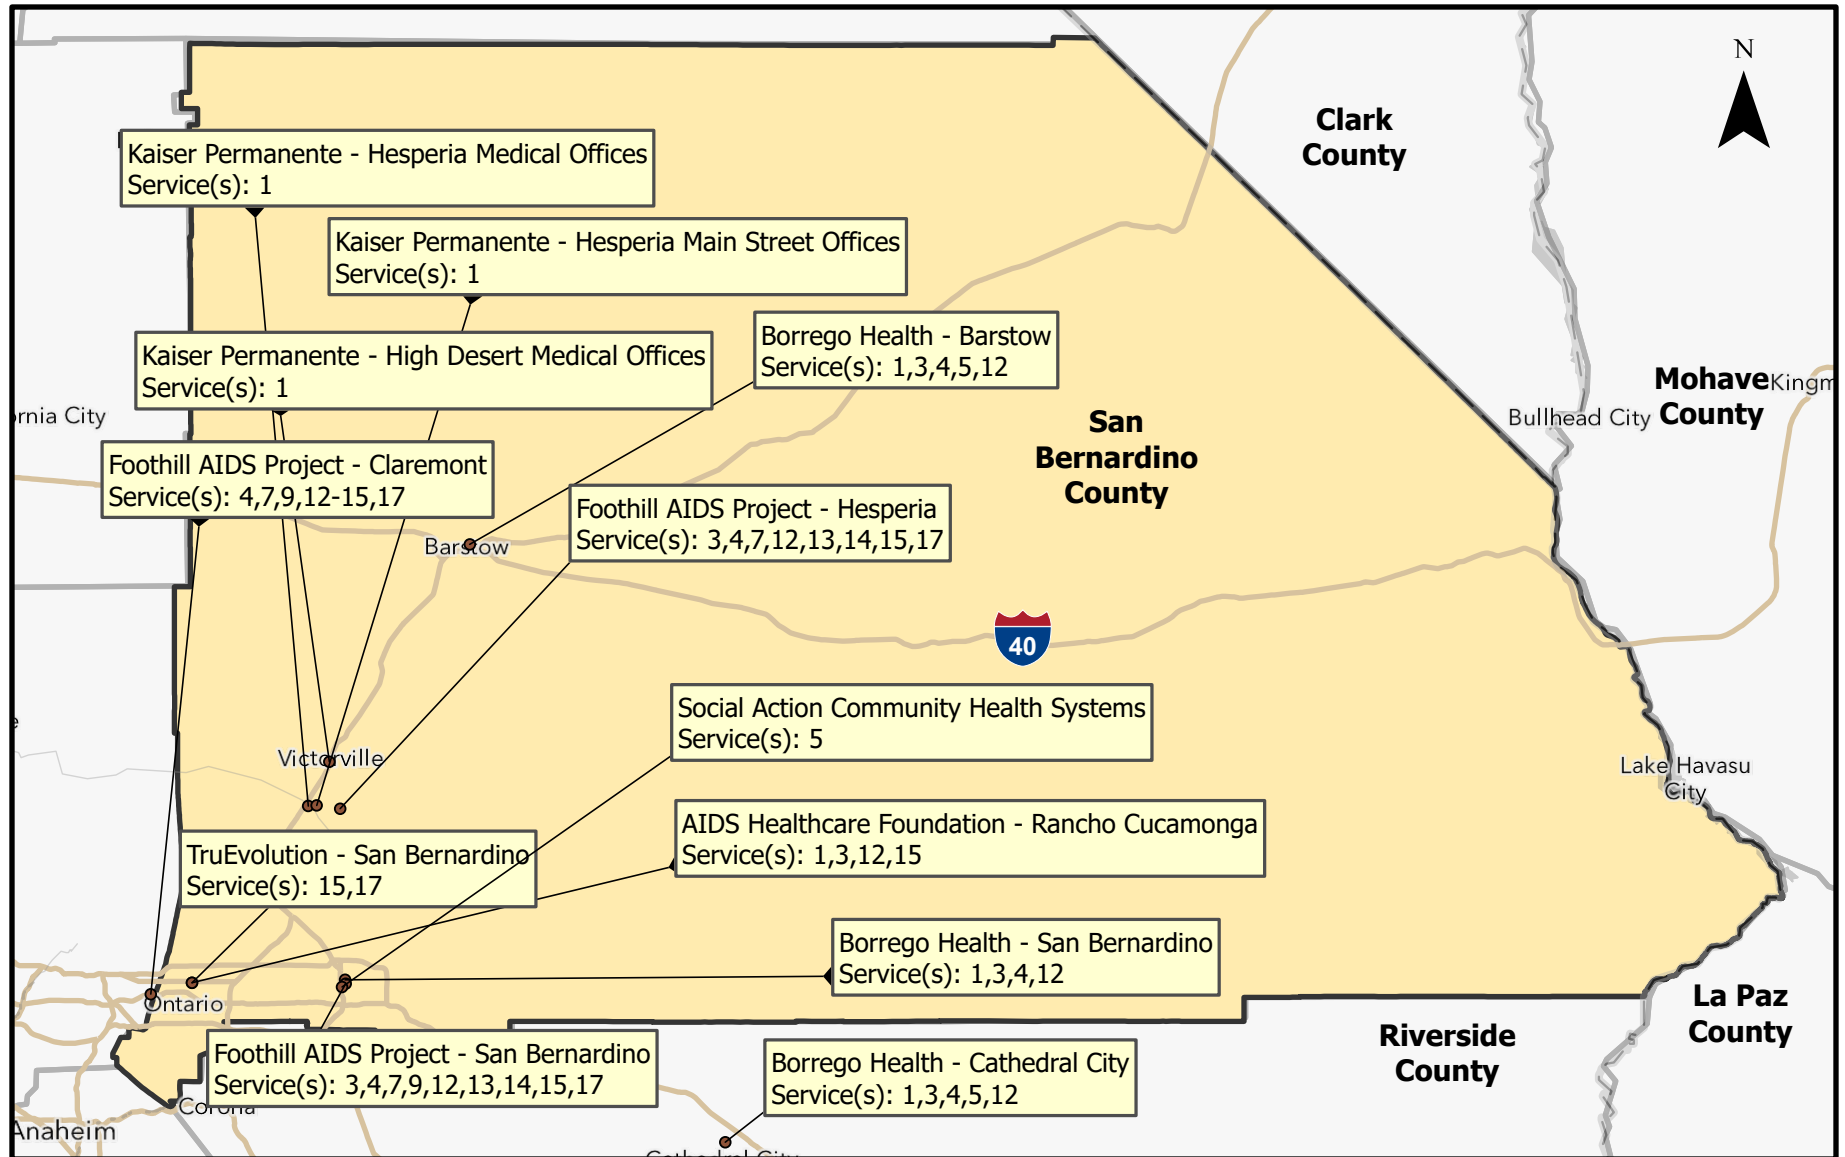 N
Clark
County
Kaiser Permanente - Hesperia Medical Offices
Service(s): 1
Kaiser Permanente - Hesperia Main Street Offices
Service(s): 1
Borrego Health - Barstow
Service(s): 1,3,4,5,12
Kaiser Permanente - High Desert Medical Offices
Service(s): 1
Mohave
County
Kingm
Bullhead City
rnia City
San
Bernardino
County
Foothill AIDS Project - Claremont
Service(s): 4,7,9,12-15,17
Foothill AIDS Project - Hesperia
Service(s): 3,4,7,12,13,14,15,17
Barstow
40
Social Action Community Health Systems
Service(s): 5
Victorville
Lake Havasu
City
AIDS Healthcare Foundation - Rancho Cucamonga
Service(s): 1,3,12,15
TruEvolution - San Bernardino
Service(s): 15,17
Borrego Health - San Bernardino
Service(s): 1,3,4,12
Ontario
La Paz
County
Riverside
County
Foothill AIDS Project - San Bernardino
Service(s): 3,4,7,9,12,13,14,15,17
Borrego Health - Cathedral City
Service(s): 1,3,4,5,12
Corona
Anaheim
Cathedral City